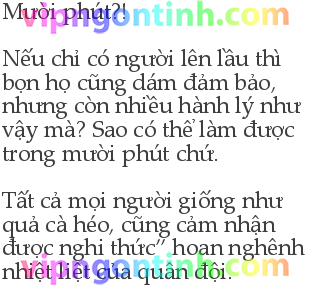 Mười phút?!
vipngontinh.com
Nếu chỉ có người lên lầu thì
bọn họ cũng dám đảm bảo,
nhưng còn nhiều hành lý như
vậy mà? Sao có thể làm được
trong mười phút chứ.
Tất cả mọi người giống như
quả cà héo, cũng cảm nhận
được nghi thức” hoan nghênh
nhiệt liệt của quân đội.
vipngontinh.com